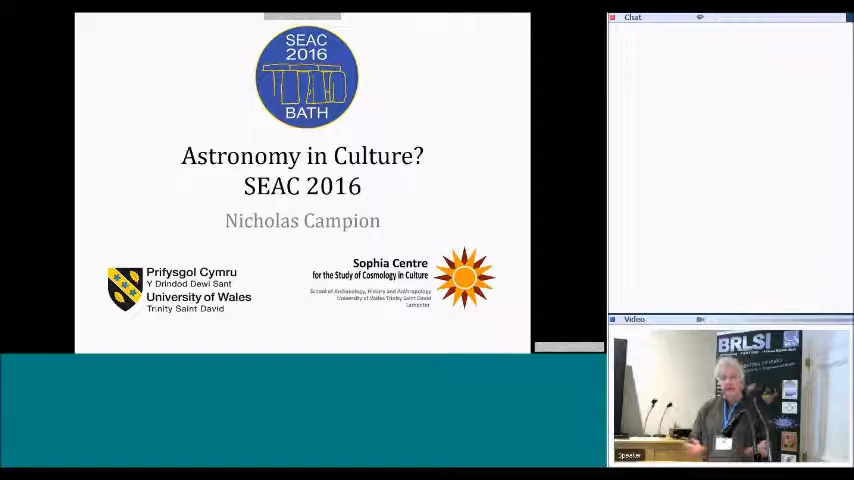 SEAC
2016
BATH
Astronomy in Culture?
SEAC 2016
Nicholas Campion
Prifysgol Cymru
Y Drindod Dewi Sant
University of Wales
Trinity Saint David
Sophia Centre
for the Study of Cosmology in Culture
School of Archaeology, History and Anthropology
University of Wales Trinity Saint David
Lampeter
Chat
Video
BRLSI
Speaker